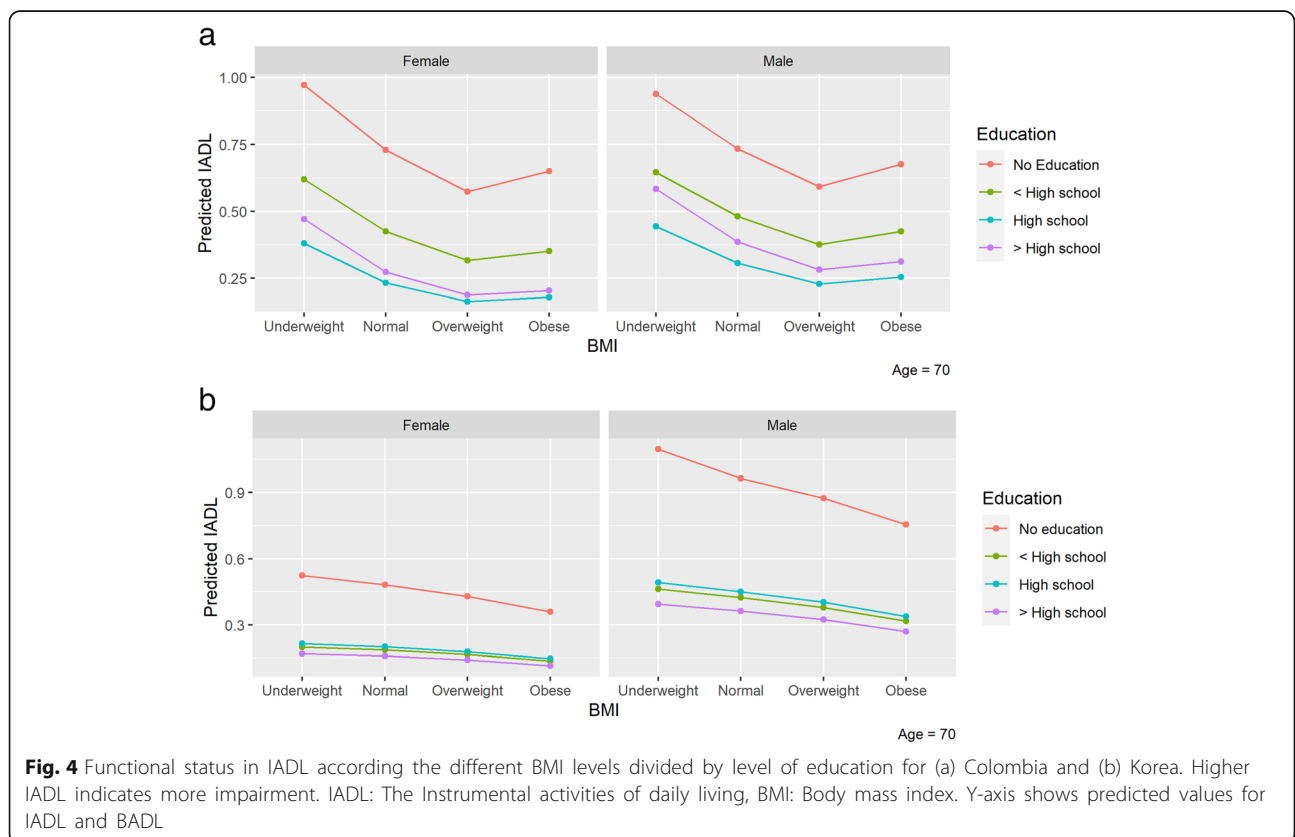 a
Female
Male
Predicted IADL
1.00
0.75
0.50
0.25
Underweight Normal Overweight Obese
Underweight Normal Overweight Obese
BMI
Age = 70
Education
No Education
< High school
High school
> High school
b
Female
Male
Predicted IADL
0.9
0.6
0.3
Underweight Normal Overweight Obese
Underweight Normal Overweight Obese
BMI
Age = 70
Education
No education
< High school
High school
> High school
Fig. 4 Functional status in IADL according the different BMI levels divided by level of education for (a) Colombia and (b) Korea. Higher
IADL indicates more impairment. IADL: The Instrumental activities of daily living, BMI: Body mass index. Y-axis shows predicted values for
IADL and BADL